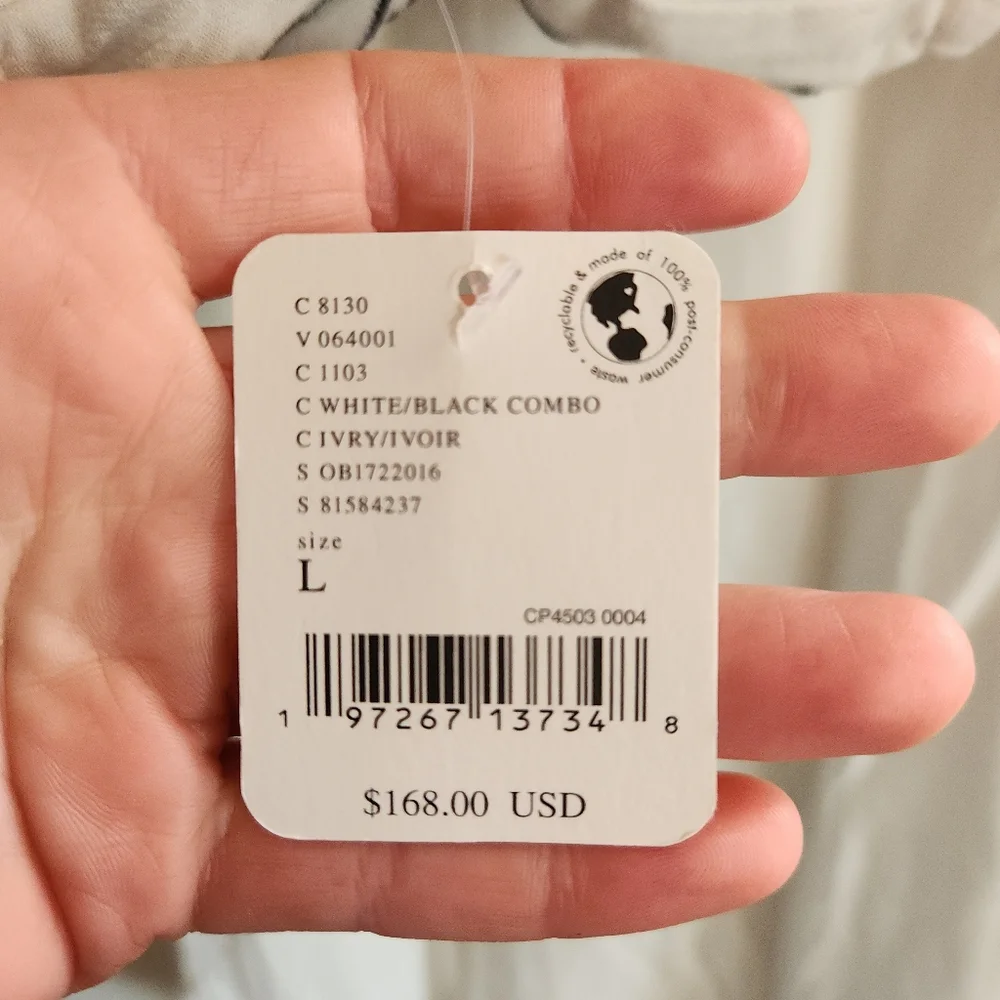 C 8130
V 064001
C 1103
C WHITE/BLACK COMBO
C IVRY/IVOIR
S OB1722016
S 81584237
size
L
recyclable & made of 100% post-consumer waste •
CP4503 0004
1 97267 13734 8
$168.00 USD